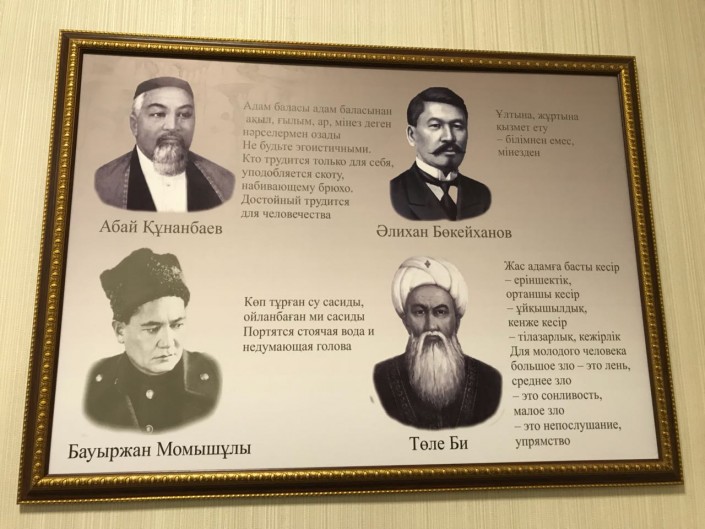 Адам баласы адам баласынан
ақыл, ғылым, ар, мінез деген
нәрселермен озады
Не будьте эгоистичными.
Кто трудится только для себя,
уподобляется скоту,
набивающему брюхо.
Достойный трудится
для человечества
Абай Құнанбаев
Ұлтына, жұртына
қызмет ету
– білімнен емес,
мінезден
Әлихан Бөкейханов
Көп тұрған су сасиды,
ойланбаған ми сасиды
Портятся стоячая вода и
недумающая голова
Бауыржан Момышұлы
Жас адамға басты кесір
– еріншектік,
ортаншы кесір
– ұйқышылдық,
кенже кесір
– тілазарлық, кежірлік
Для молодого человека
большое зло – это лень,
среднее зло
– это сонливость,
малое зло
– это непослушание,
упрямство
Төле Би